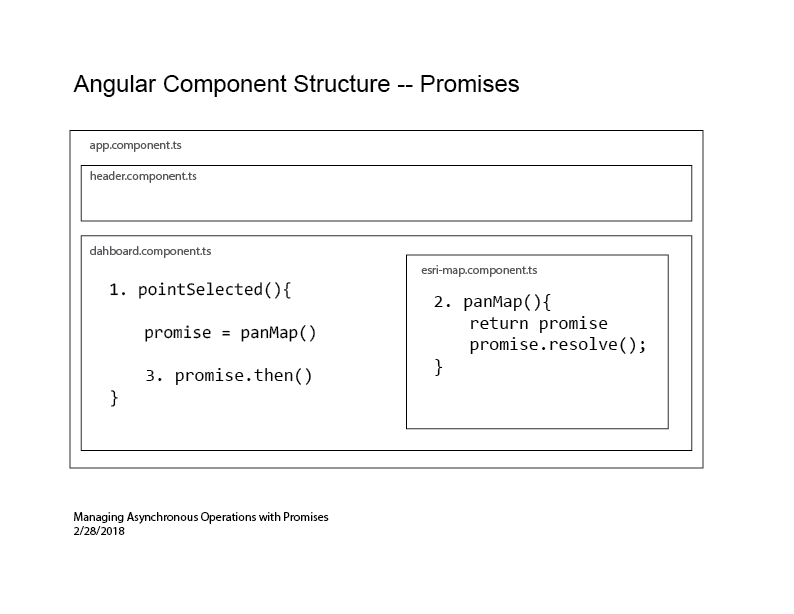 Angular Component Structure -- Promises
app.component.ts
header.component.ts
dahboard.component.ts
1. pointSelected(){
promise = panMap()
3. promise.then()
}
esri-map.component.ts
2. panMap(){
return promise
promise.resolve();
}
Managing Asynchronous Operations with Promises
2/28/2018